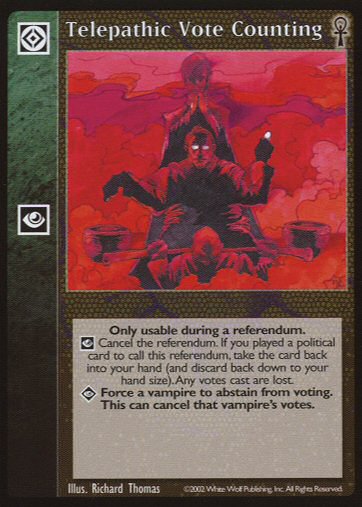 Telepathic Vote Counting
Only usable during a referendum.
Cancel the referendum. If you played a political
card to call this referendum, take the card back
into your hand (and discard back down to your
hand size). Any votes cast are lost.
Force a vampire to abstain from voting.
This can cancel that vampire's votes.
Illus. Richard Thomas
©2002 White Wolf Publishing, Inc. All Rights Reserved.